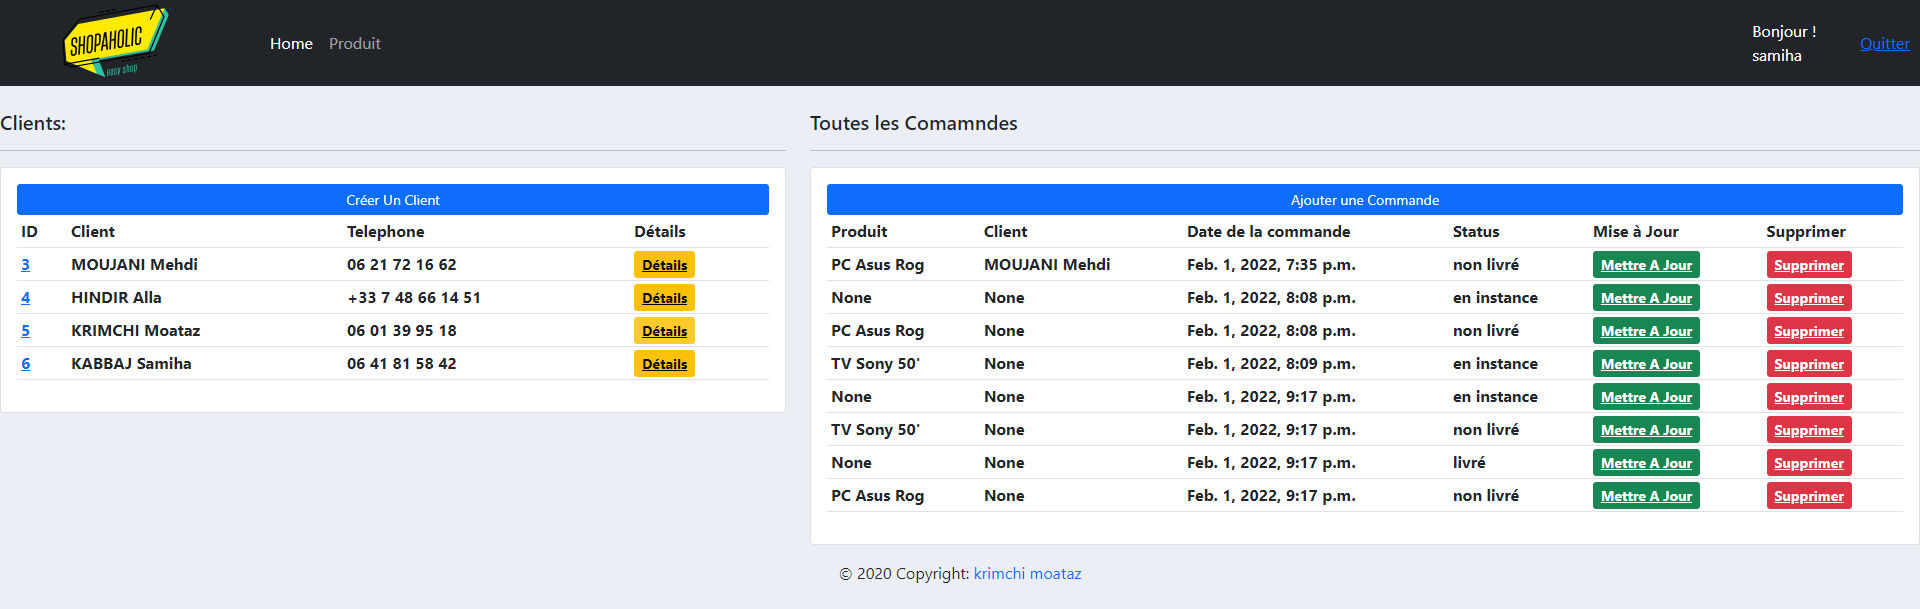 SHOPAHOLIC
easy shop
Home Produit
Bonjour !
samiha
Quitter
Clients:
Créer Un Client
ID Client Telephone Détails
3 MOUJANI Mehdi 06 21 72 16 62 Détails
4 HINDIR Alla +33 7 48 66 14 51 Détails
5 KRIMCHI Moataz 06 01 39 95 18 Détails
6 KABBAJ Samiha 06 41 81 58 42 Détails
Toutes les Comamndes
Ajouter une Commande
Produit Client Date de la commande Status Mise à Jour Supprimer
PC Asus Rog MOUJANI Mehdi Feb. 1, 2022, 7:35 p.m. non livré Mettre A Jour Supprimer
None None Feb. 1, 2022, 8:08 p.m. en instance Mettre A Jour Supprimer
PC Asus Rog None Feb. 1, 2022, 8:08 p.m. non livré Mettre A Jour Supprimer
TV Sony 50' None Feb. 1, 2022, 8:09 p.m. en instance Mettre A Jour Supprimer
None None Feb. 1, 2022, 9:17 p.m. en instance Mettre A Jour Supprimer
TV Sony 50' None Feb. 1, 2022, 9:17 p.m. non livré Mettre A Jour Supprimer
None None Feb. 1, 2022, 9:17 p.m. livré Mettre A Jour Supprimer
PC Asus Rog None Feb. 1, 2022, 9:17 p.m. non livré Mettre A Jour Supprimer
© 2020 Copyright: krimchi moataz